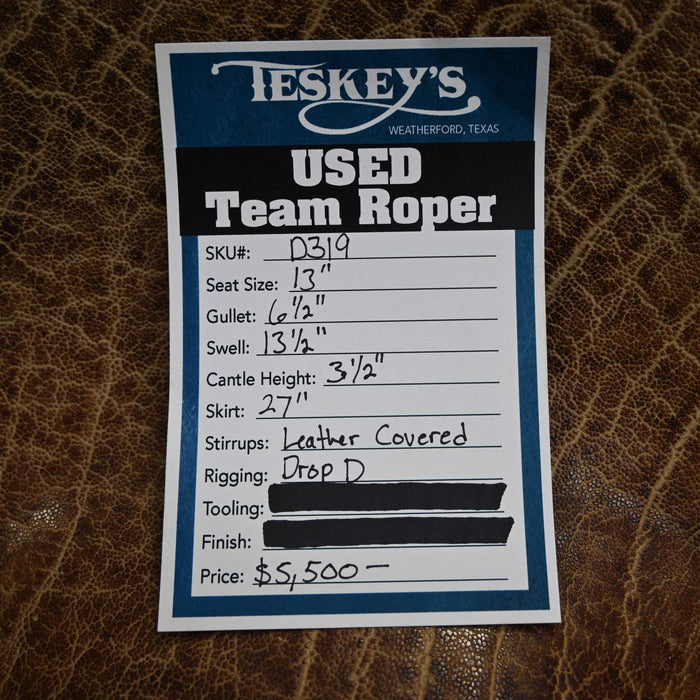 TESKEY'S
WEATHERFORD, TEXAS
USED
Team Roper
SKU#: D319
Seat Size: 13"
Gullet: 6 1/2"
Swell: 13 1/2"
Cantle Height: 3 1/2"
Skirt: 27"
Stirrups: Leather Covered
Rigging: Drop D
Tooling:
Finish:
Price: $5,500—